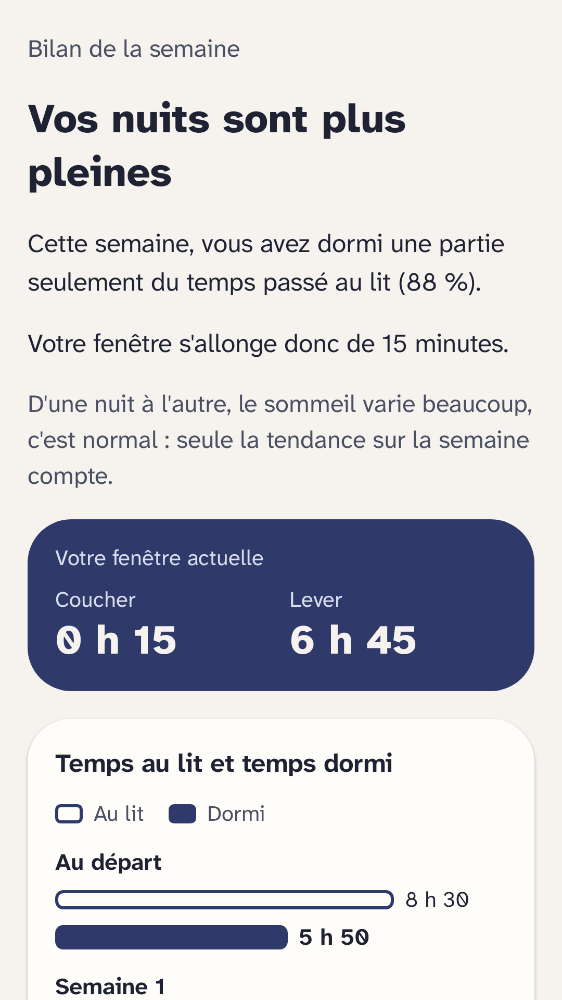 Bilan de la semaine
Vos nuits sont plus
pleines
Cette semaine, vous avez dormi une partie
seulement du temps passé au lit (88 %).
Votre fenêtre s'allonge donc de 15 minutes.
D'une nuit à l'autre, le sommeil varie beaucoup,
c'est normal : seule la tendance sur la semaine
compte.
Votre fenêtre actuelle
Coucher
Lever
0 h 15
6 h 45
Temps au lit et temps dormi
Au lit
Dormi
Au départ
8 h 30
5 h 50
Semaine 1